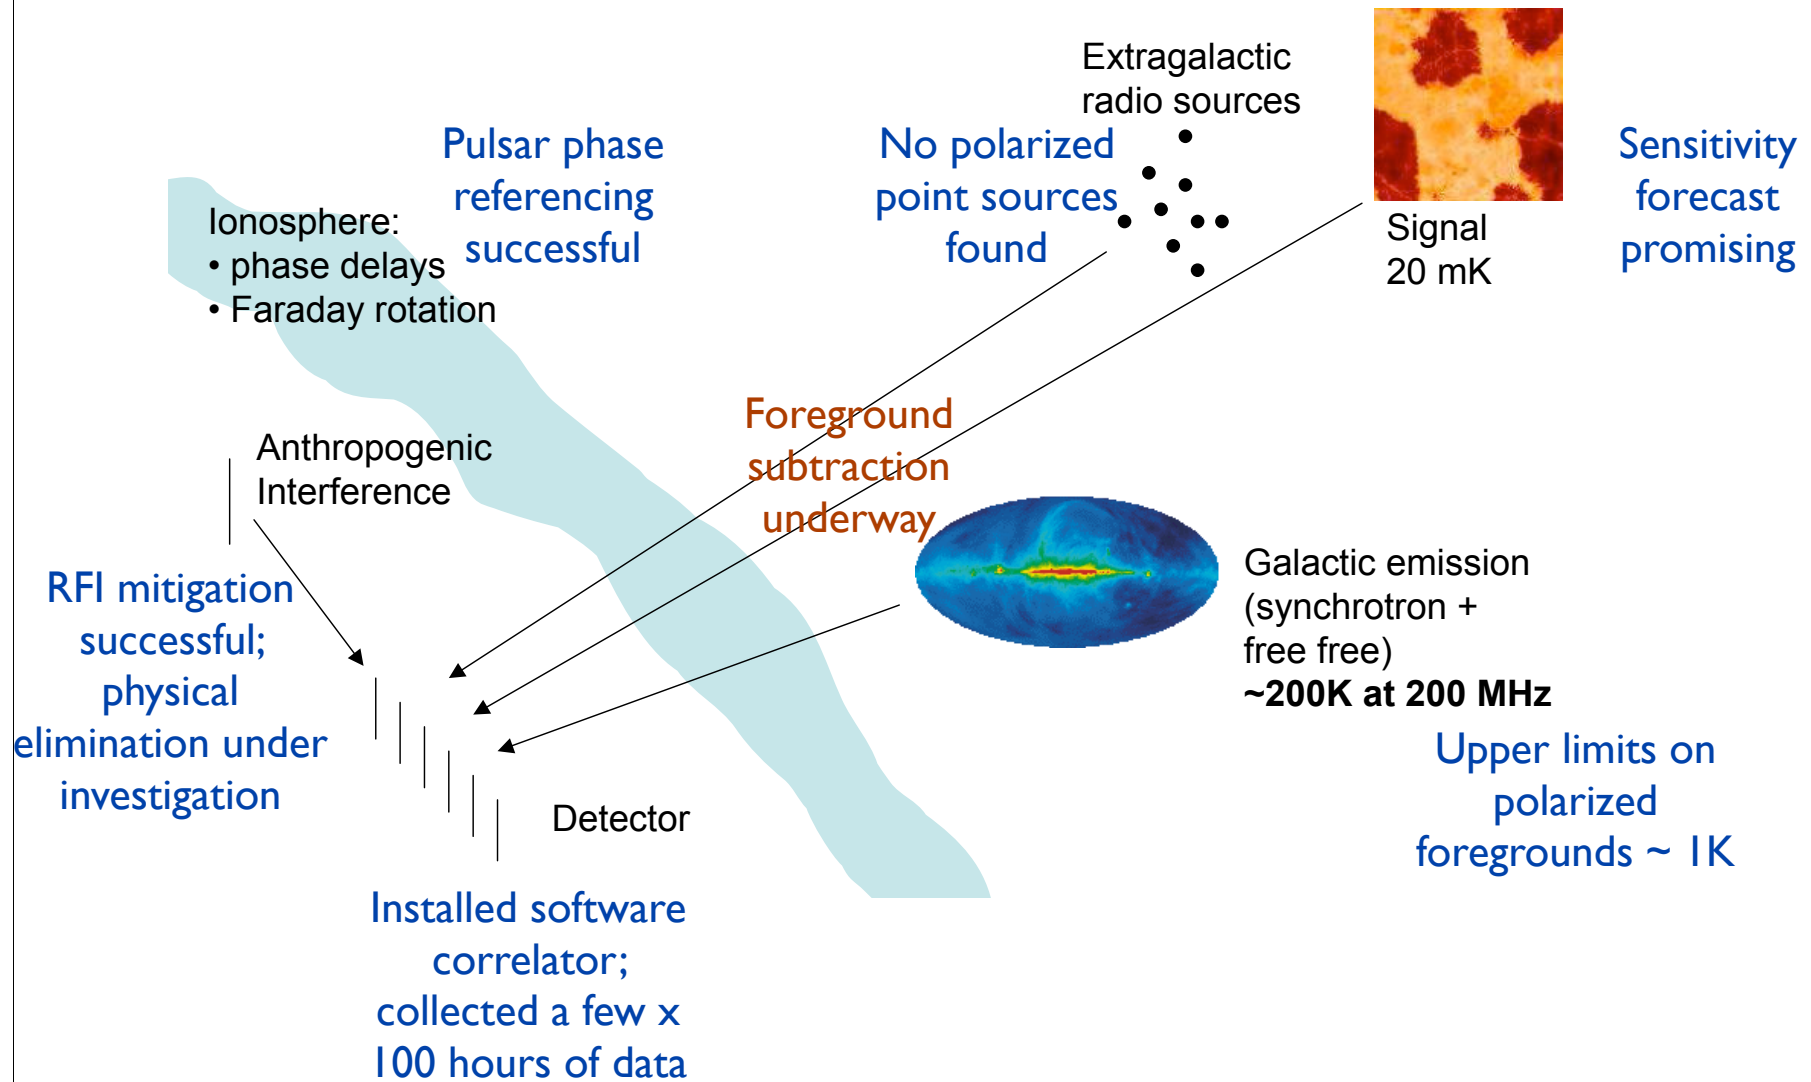 Extragalactic
radio sources
Pulsar phase
referencing
successful
No polarized
point sources
found
Sensitivity
forecast
promising
Ionosphere:
• phase delays
• Faraday rotation
Signal
20 mK
Foreground
subtraction
underway
Anthropogenic
Interference
Galactic emission
(synchrotron +
free free)
~200K at 200 MHz
RFI mitigation
successful;
physical
elimination under
investigation
Upper limits on
polarized
foregrounds ~ 1K
Detector
Installed software
correlator;
collected a few x
100 hours of data